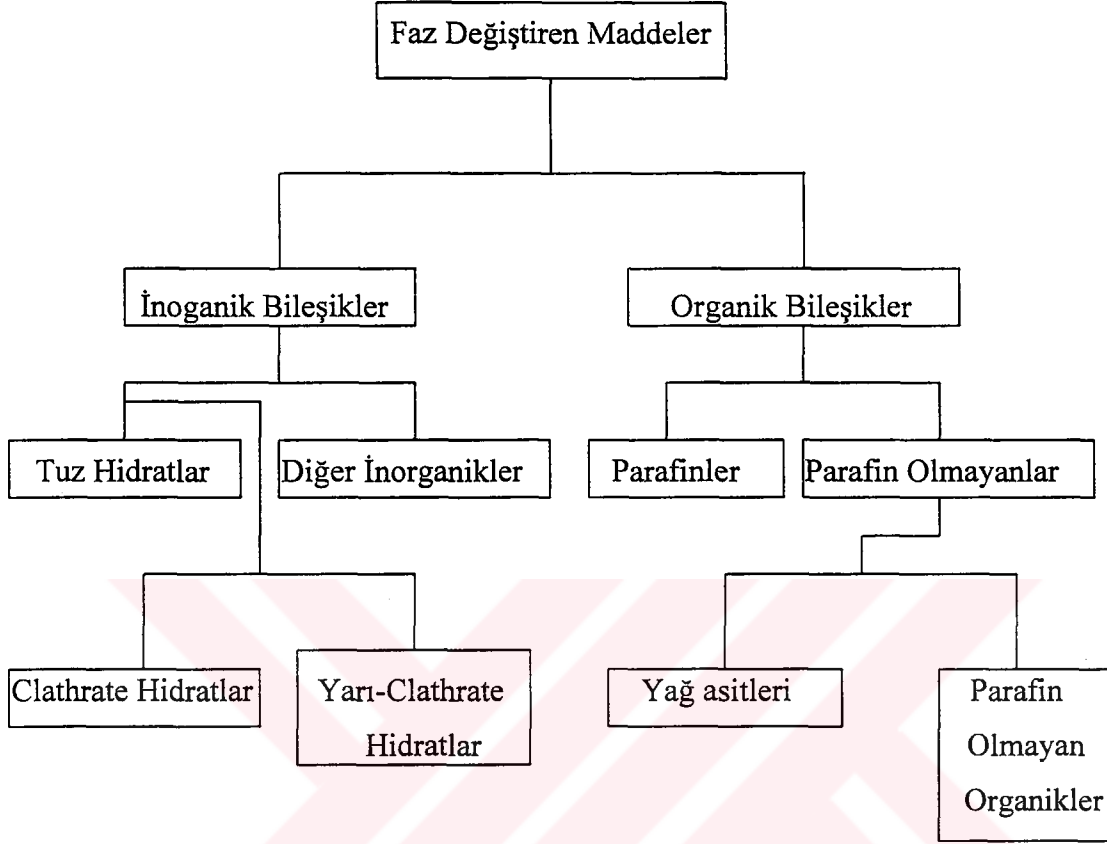 Faz Değiştiren Maddeler
İnoganik Bileşikler
Organik Bileşikler
Tuz Hidratlar
Diğer İnorganikler
Parafinler
Parafin Olmayanlar
Clathrate Hidratlar
Yarı-Clathrate
Hidratlar
Yağ asitleri
Parafin
Olmayan
Organikler